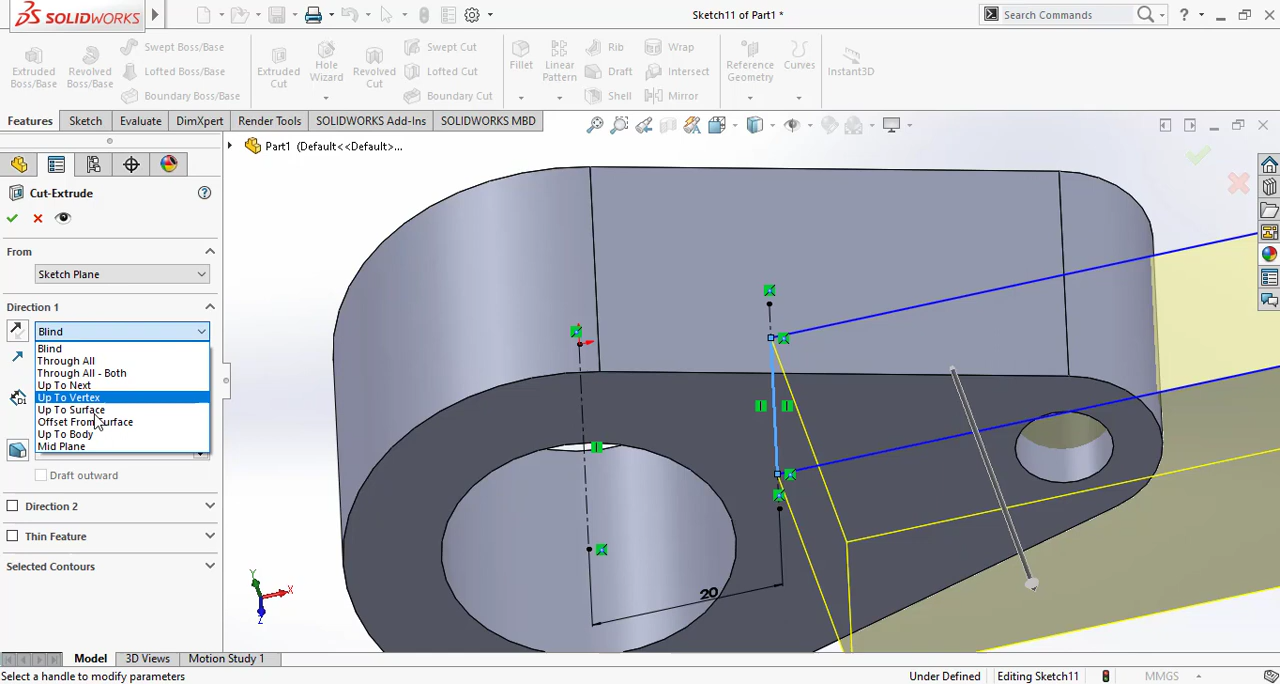 SOLIDWORKS
Sketch11 of Part1 *
Search Commands
Extruded Boss/Base
Revolved Boss/Base
Swept Boss/Base
Lofted Boss/Base
Boundary Boss/Base
Extruded Cut
Hole Wizard
Revolved Cut
Swept Cut
Lofted Cut
Boundary Cut
Fillet
Linear Pattern
Rib
Draft
Shell
Wrap
Intersect
Mirror
Reference Geometry
Curves
Instant3D
Features
Sketch
Evaluate
DimXpert
Render Tools
SOLIDWORKS Add-Ins
SOLIDWORKS MBD
Part1 (Default<<Default>...
Cut-Extrude
From
Sketch Plane
Direction 1
Blind
Blind
Through All
Through All - Both
Up To Next
Up To Vertex
Up To Surface
Offset From Surface
Up To Body
Mid Plane
Draft outward
Direction 2
Thin Feature
Selected Contours
20
Y
X
Z
Model
3D Views
Motion Study 1
Select a handle to modify parameters
Under Defined
Editing Sketch11
MMGS